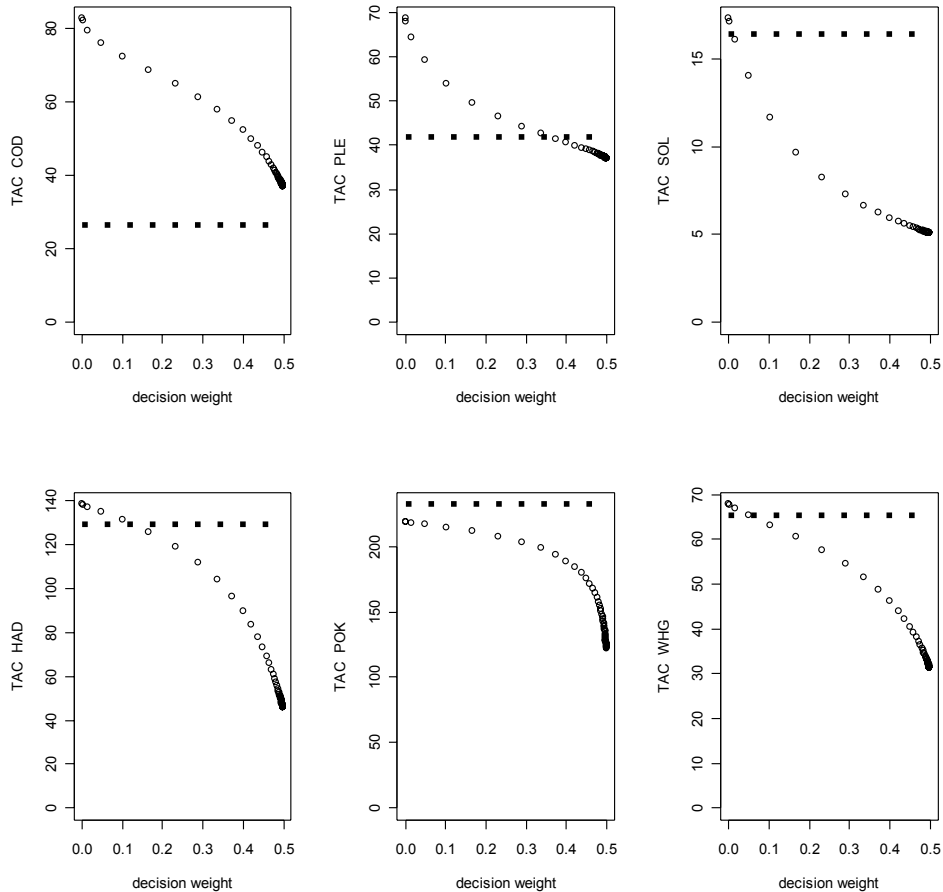 TAC COD
0 20 40 60 80
0.0 0.1 0.2 0.3 0.4 0.5
decision weight
TAC PLE
0 10 20 30 40 50 60 70
0.0 0.1 0.2 0.3 0.4 0.5
decision weight
TAC SOL
0 5 10 15
0.0 0.1 0.2 0.3 0.4 0.5
decision weight
TAC HAD
0 20 40 60 80 100 120 140
0.0 0.1 0.2 0.3 0.4 0.5
decision weight
TAC POK
0 50 100 150 200
0.0 0.1 0.2 0.3 0.4 0.5
decision weight
TAC WHG
0 10 20 30 40 50 60 70
0.0 0.1 0.2 0.3 0.4 0.5
decision weight